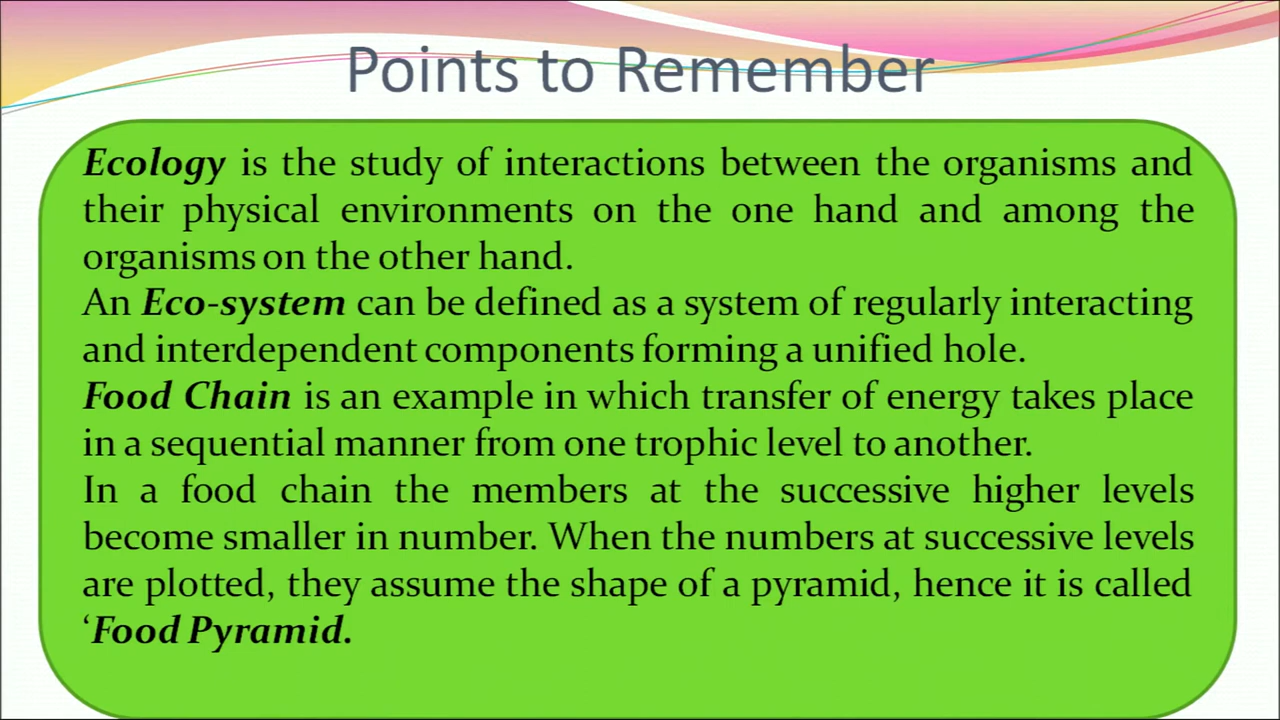 Points to Remember
Ecology is the study of interactions between the organisms and
their physical environments on the one hand and among the
organisms on the other hand.
An Eco-system can be defined as a system of regularly interacting
and interdependent components forming a unified hole.
Food Chain is an example in which transfer of energy takes place
in a sequential manner from one trophic level to another.
In a food chain the members at the successive higher levels
become smaller in number. When the numbers at successive levels
are plotted, they assume the shape of a pyramid, hence it is called
‘Food Pyramid.